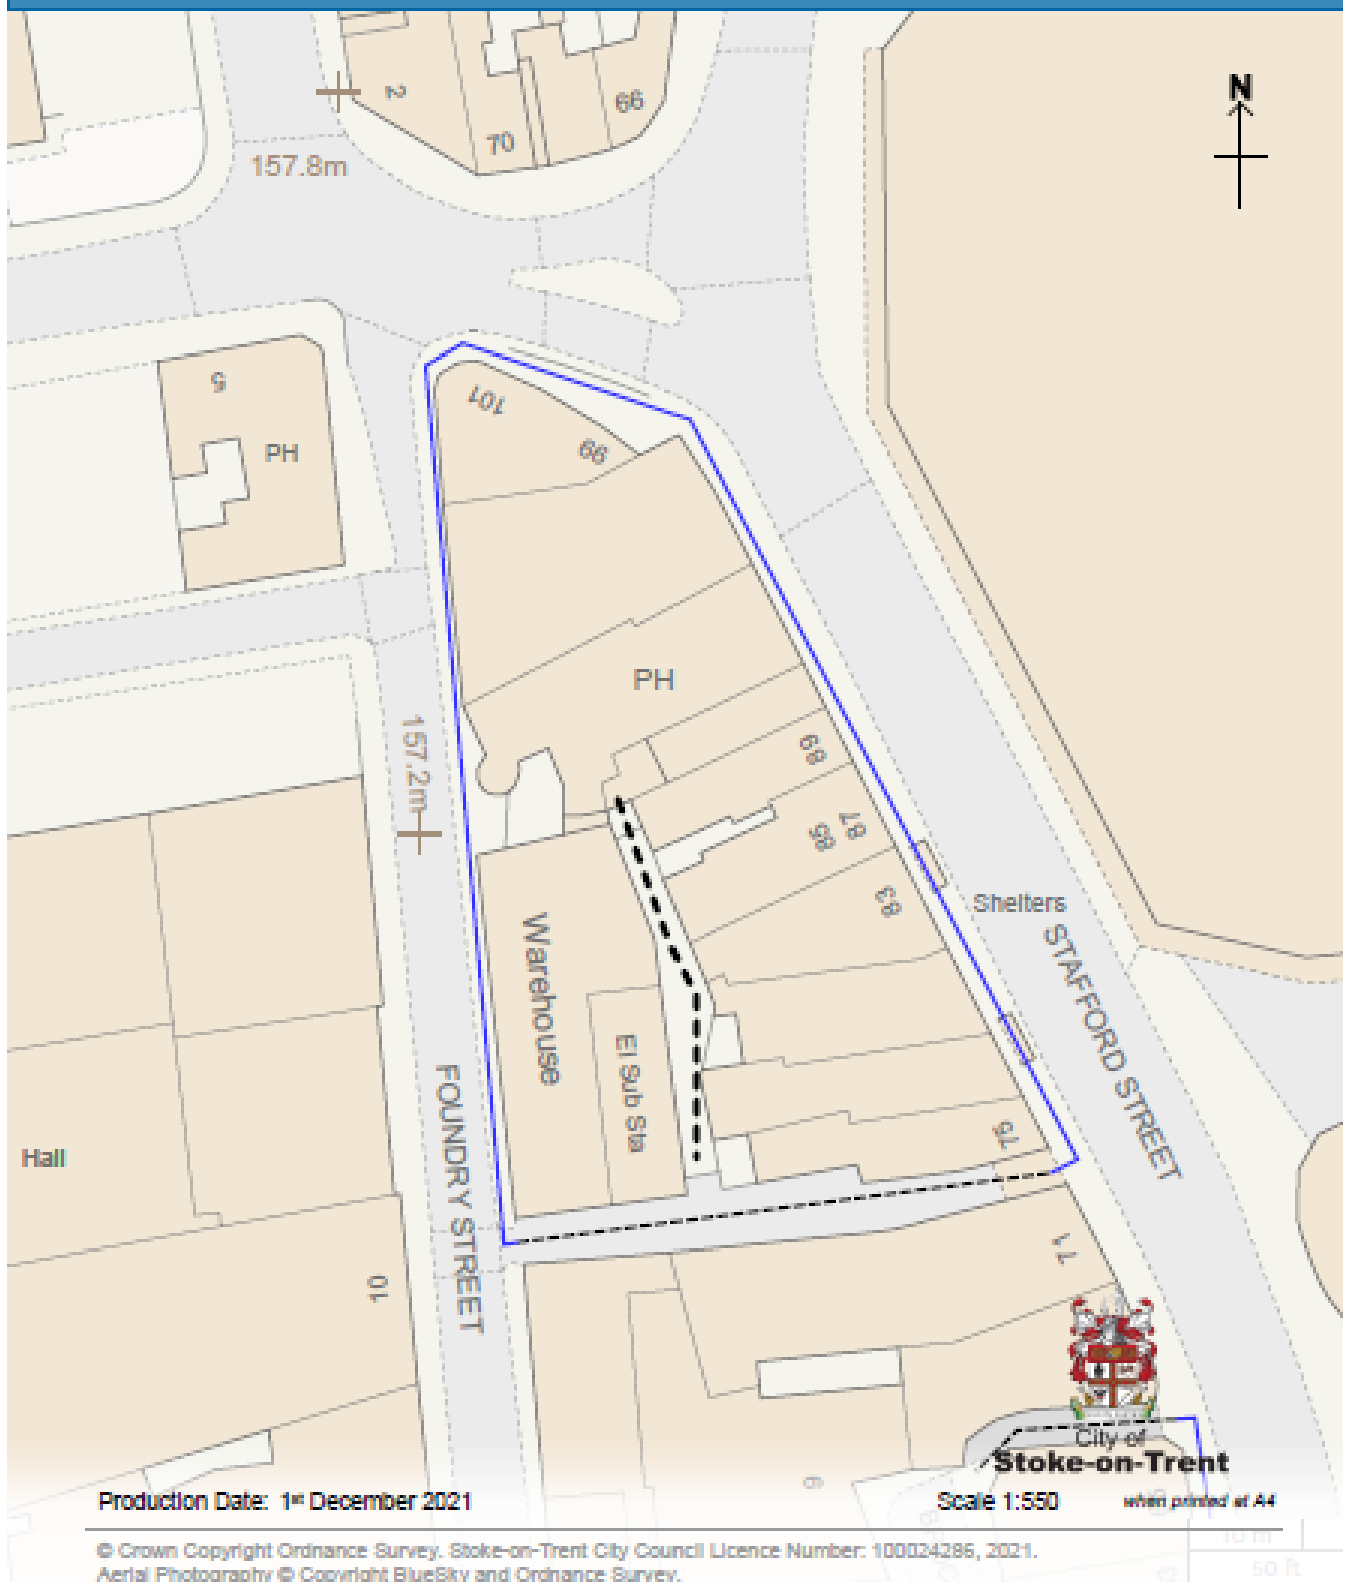 N
2
70
66
157.8m
5
PH
101
99
PH
157.2m
89
87
85
83
Shelters
STAFFORD STREET
Warehouse
El Sub Sta
75
FOUNDRY STREET
Hall
71
10
City of
Stoke-on-Trent
Production Date: 1st December 2021
Scale 1:550
when printed at A4
10 m
50 ft
© Crown Copyright Ordnance Survey. Stoke-on-Trent City Council Licence Number: 100024286, 2021.
Aerial Photography © Copyright BlueSky and Ordnance Survey.